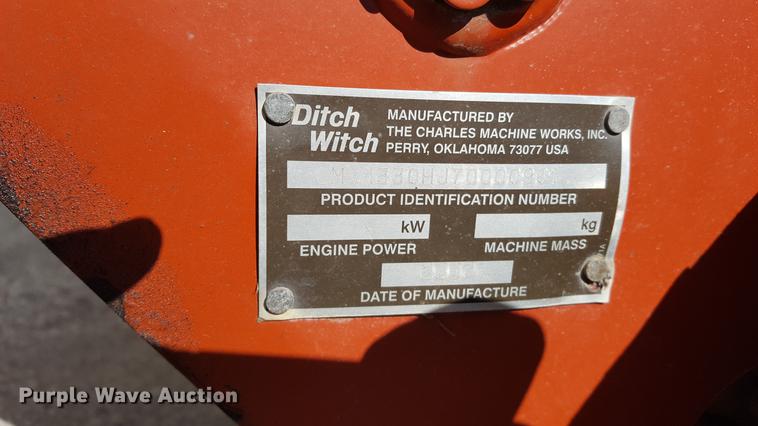 Ditch Witch®
MANUFACTURED BY
THE CHARLES MACHINE WORKS, INC.
PERRY, OKLAHOMA 73077 USA
PRODUCT IDENTIFICATION NUMBER
kW
kg
ENGINE POWER
MACHINE MASS
DATE OF MANUFACTURE
Purple Wave Auction